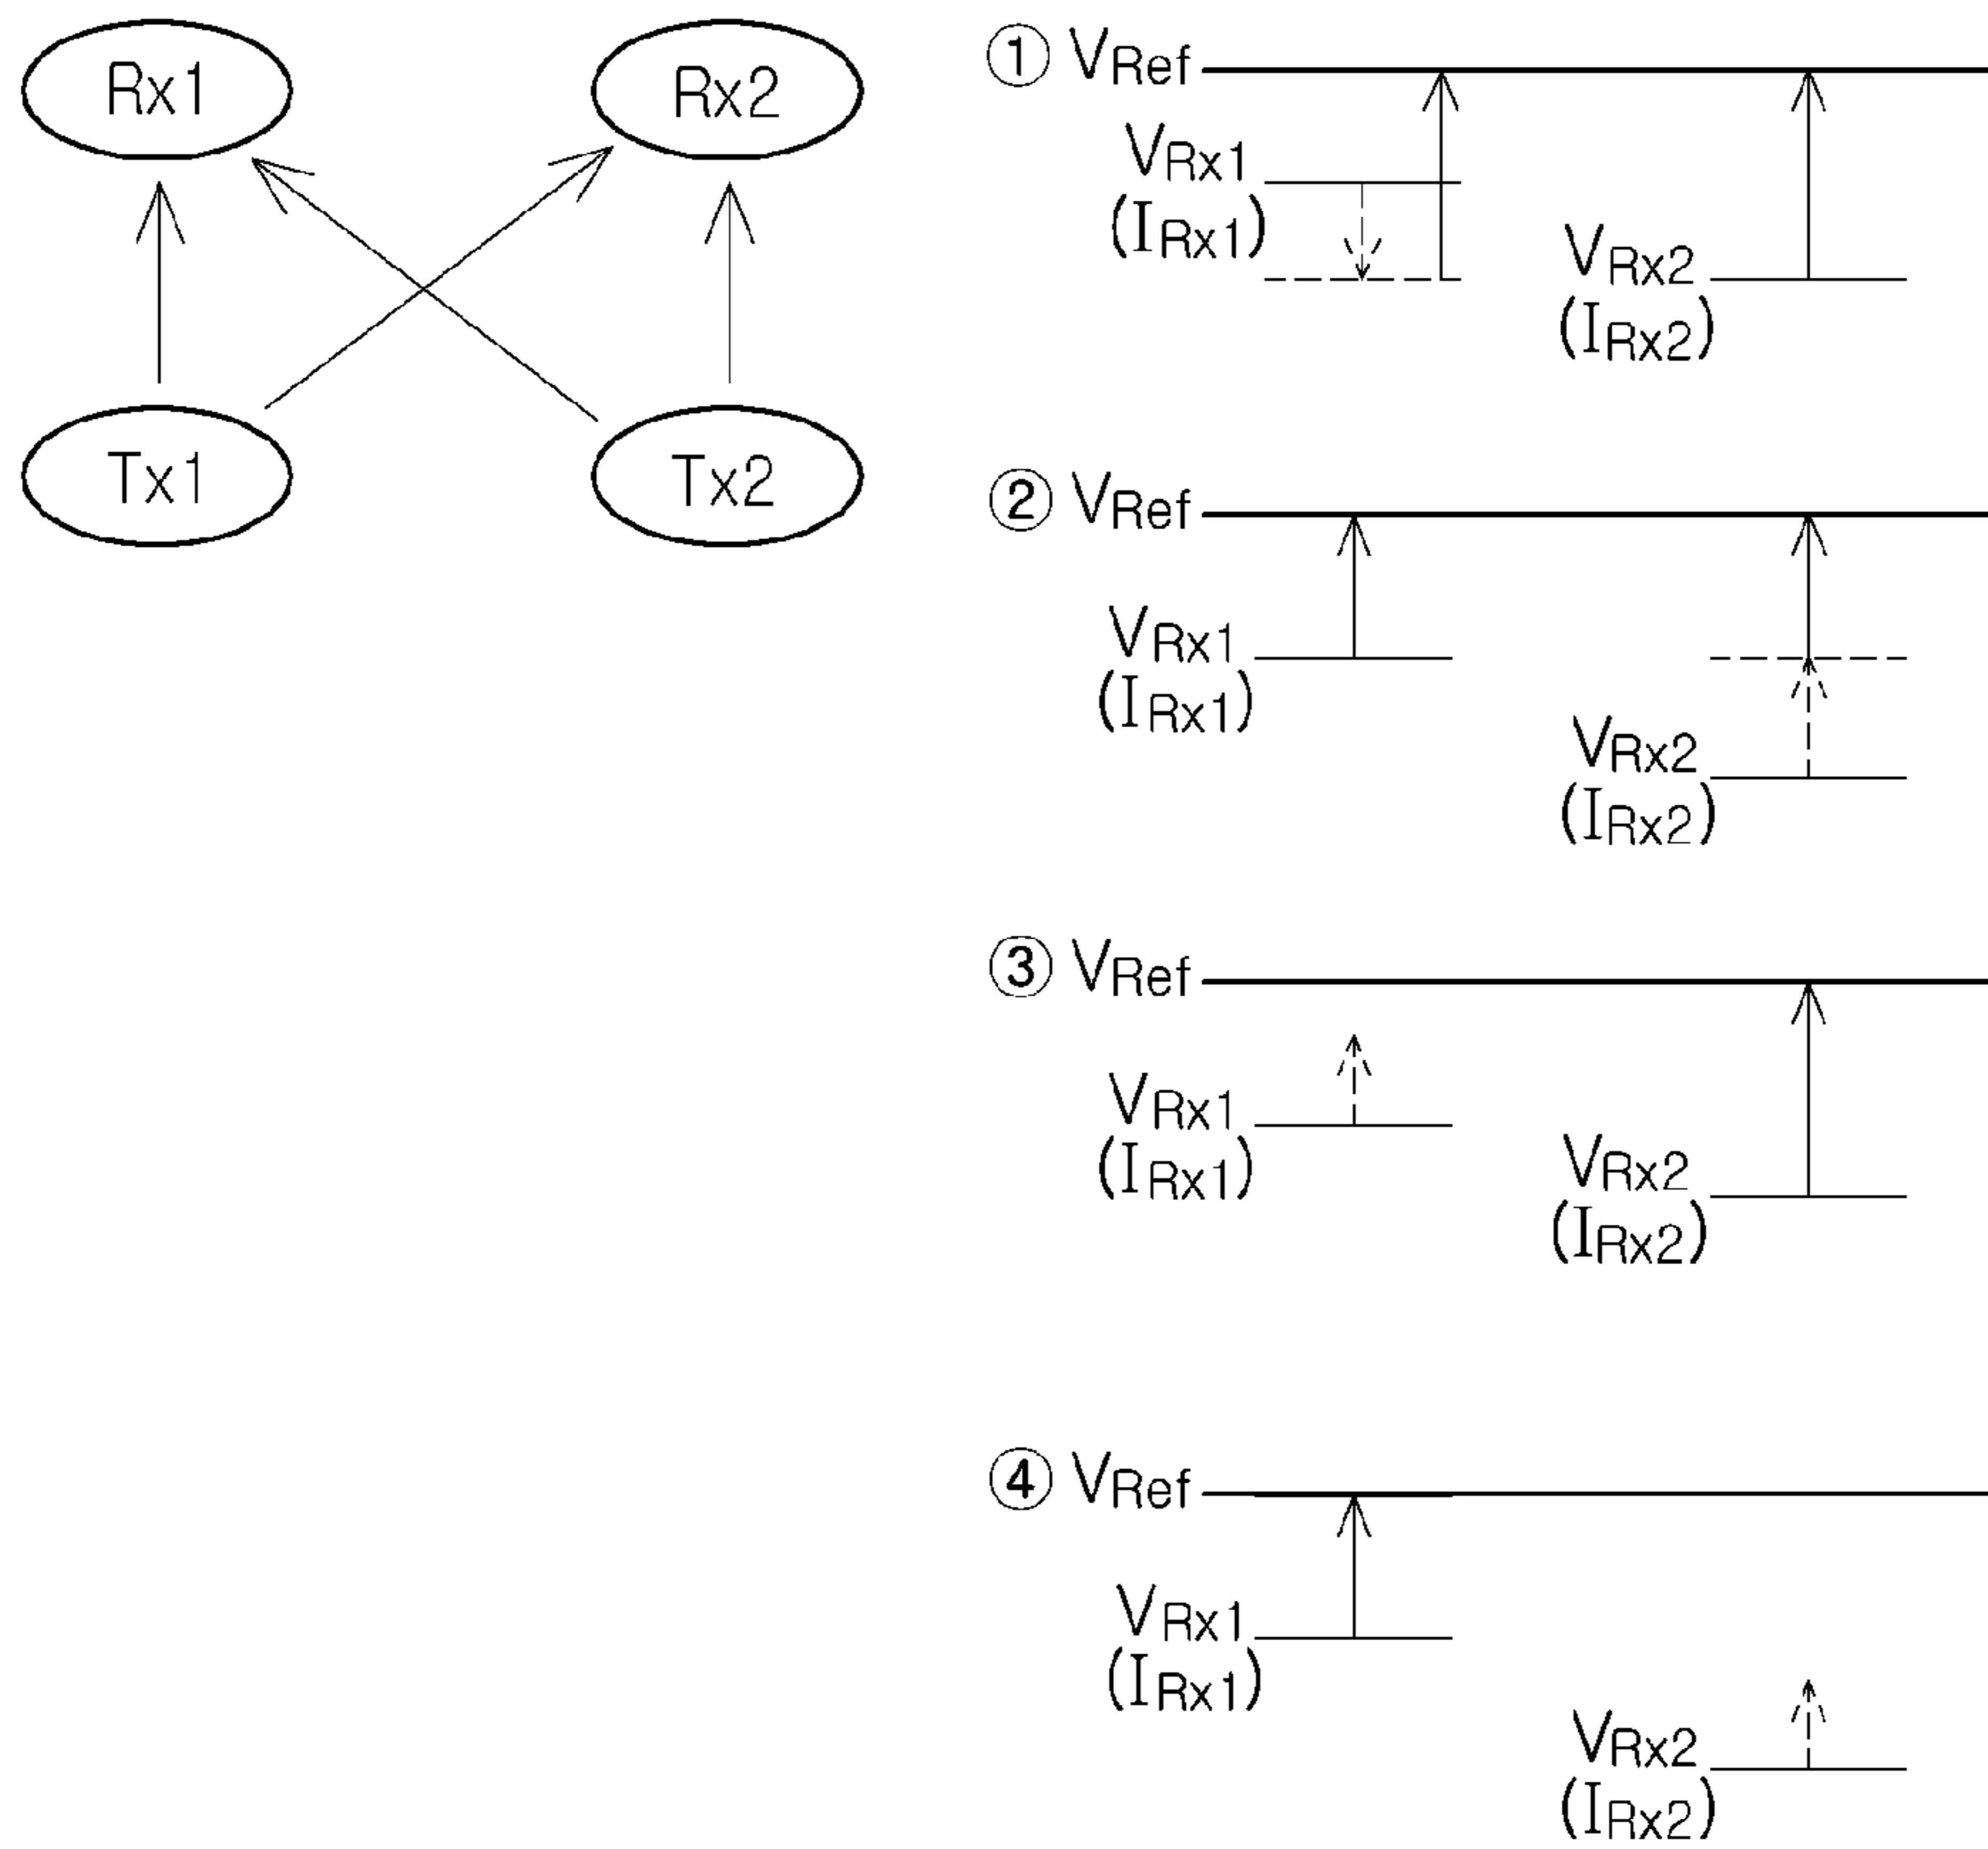 Rx1
Rx2
Tx1
Tx2
① VRef
VRx1
(IRx1)
VRx2
(IRx2)
② VRef
VRx1
(IRx1)
VRx2
(IRx2)
③ VRef
VRx1
(IRx1)
VRx2
(IRx2)
④ VRef
VRx1
(IRx1)
VRx2
(IRx2)